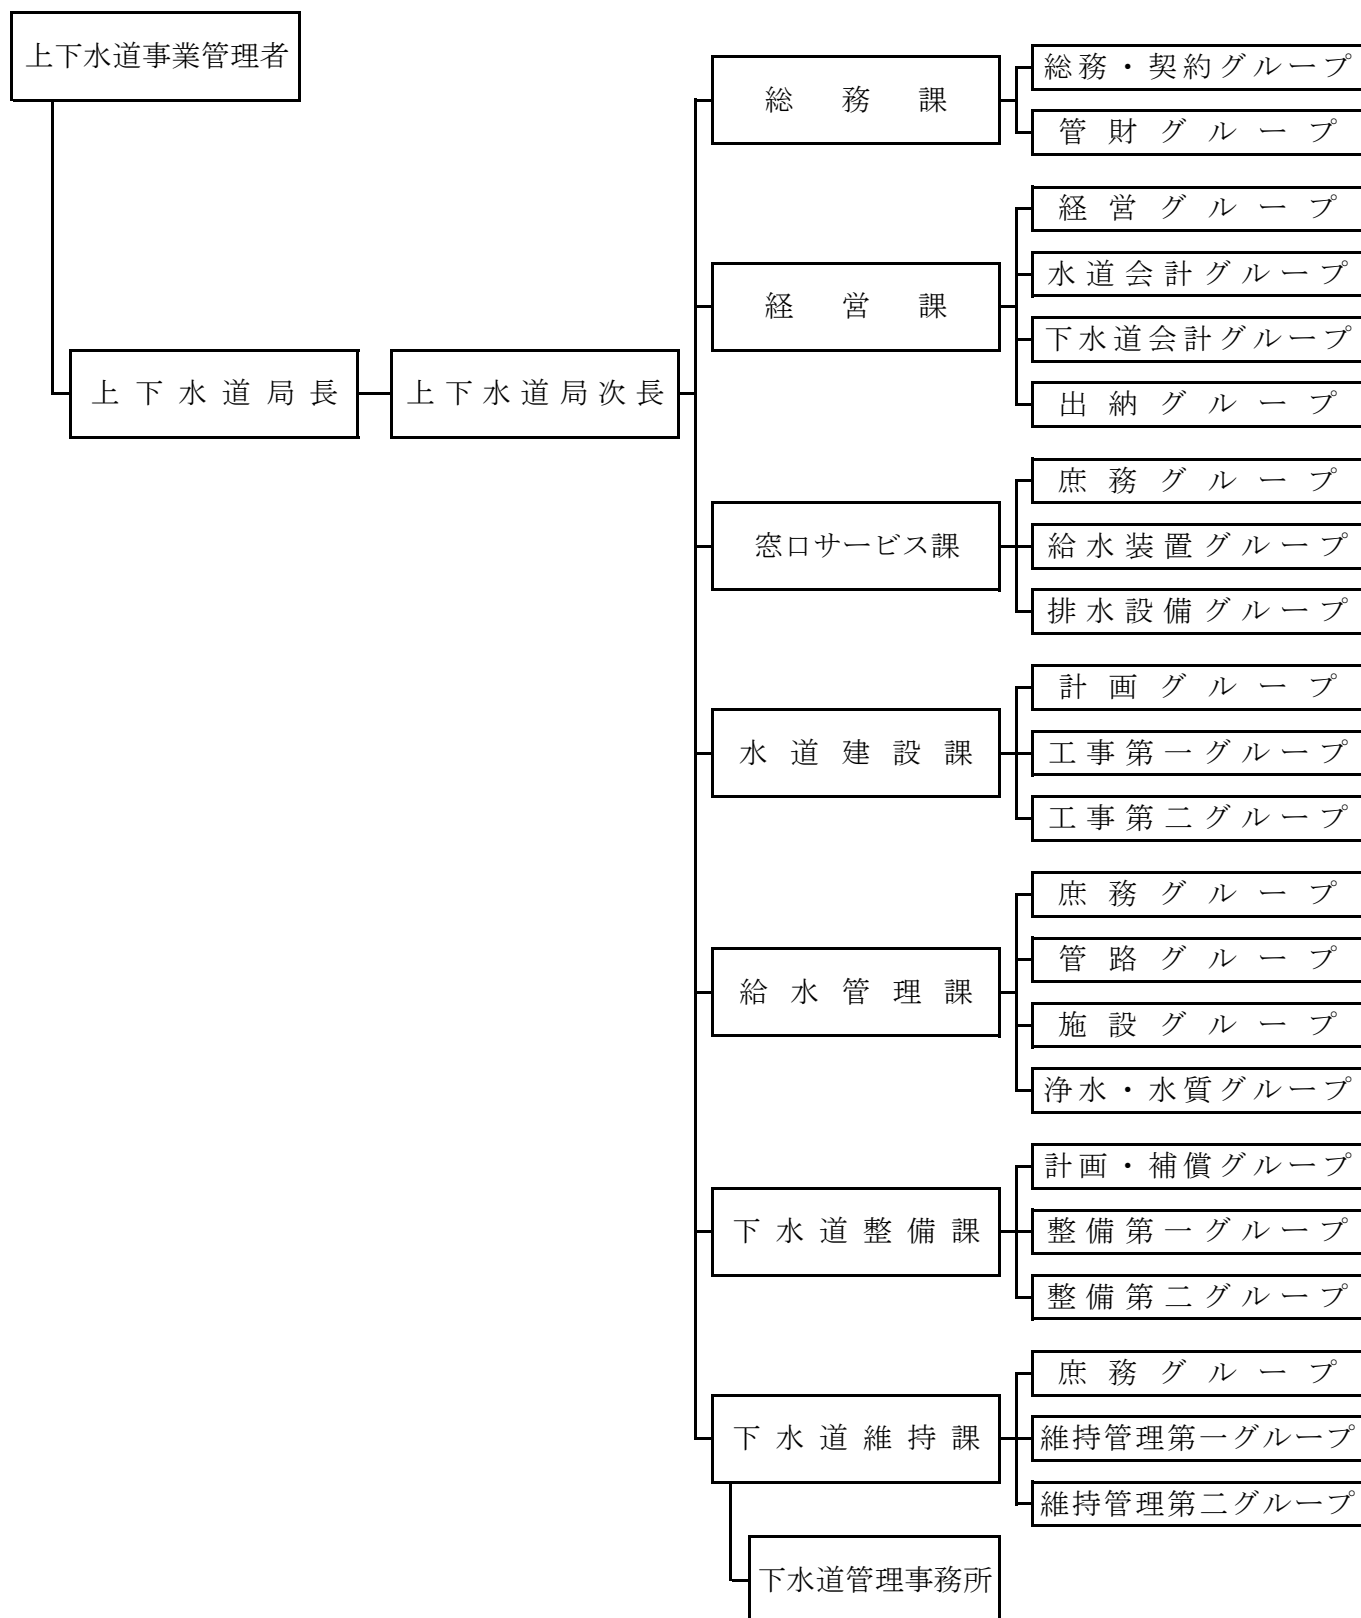 上下水道事業管理者
上下水道局長
上下水道局次長
総務課
総務・契約グループ
管財グループ
経営課
経営グループ
水道会計グループ
下水道会計グループ
出納グループ
窓口サービス課
庶務グループ
給水装置グループ
排水設備グループ
水道建設課
計画グループ
工事第一グループ
工事第二グループ
給水管理課
庶務グループ
管路グループ
施設グループ
浄水・水質グループ
下水道整備課
計画・補償グループ
整備第一グループ
整備第二グループ
下水道維持課
庶務グループ
維持管理第一グループ
維持管理第二グループ
下水道管理事務所